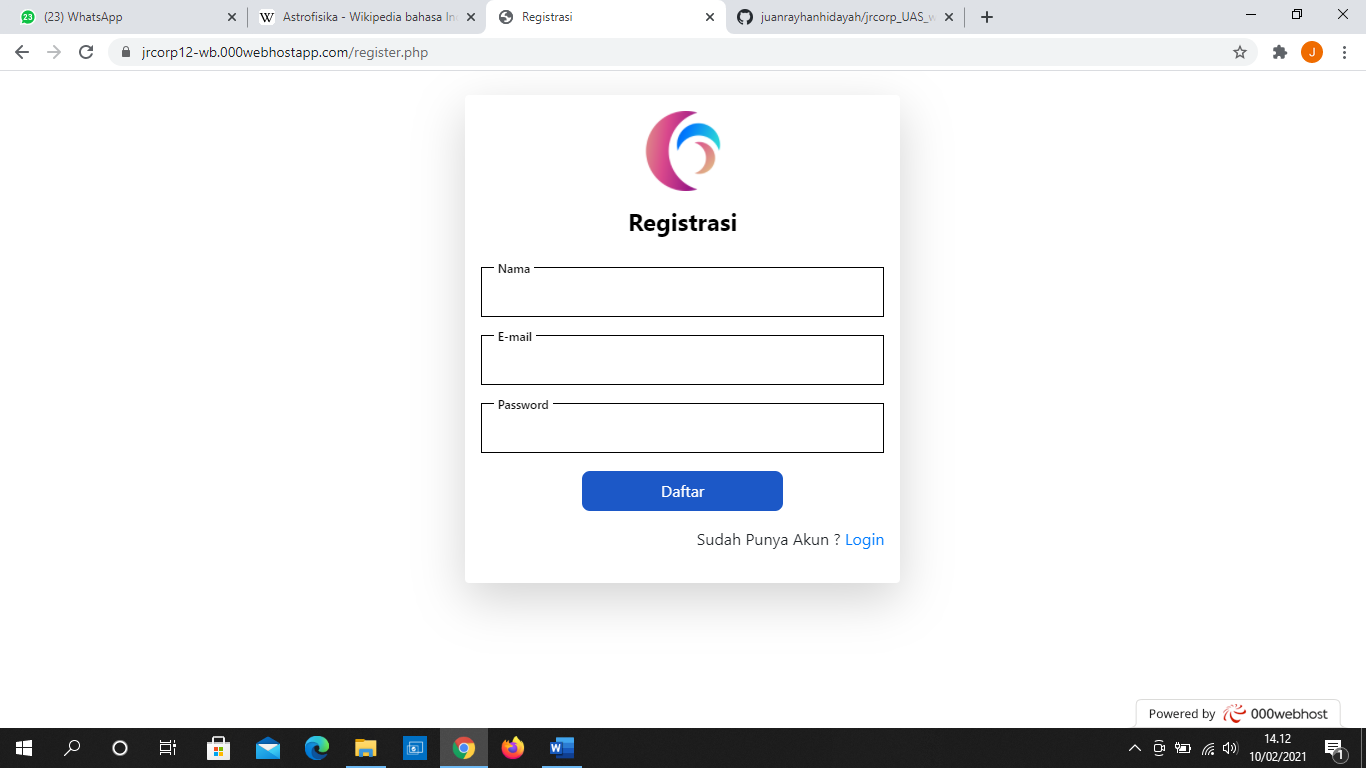 (23) WhatsApp
Astrofisika - Wikipedia bahasa In
Registrasi
juanrayhanhidayah/jrcorp_UAS_w
jrcorp12-wb.000webhostapp.com/register.php
J
Registrasi
Nama
E-mail
Password
Daftar
Sudah Punya Akun ? Login
Powered by 000webhost
14.12
10/02/2021
1